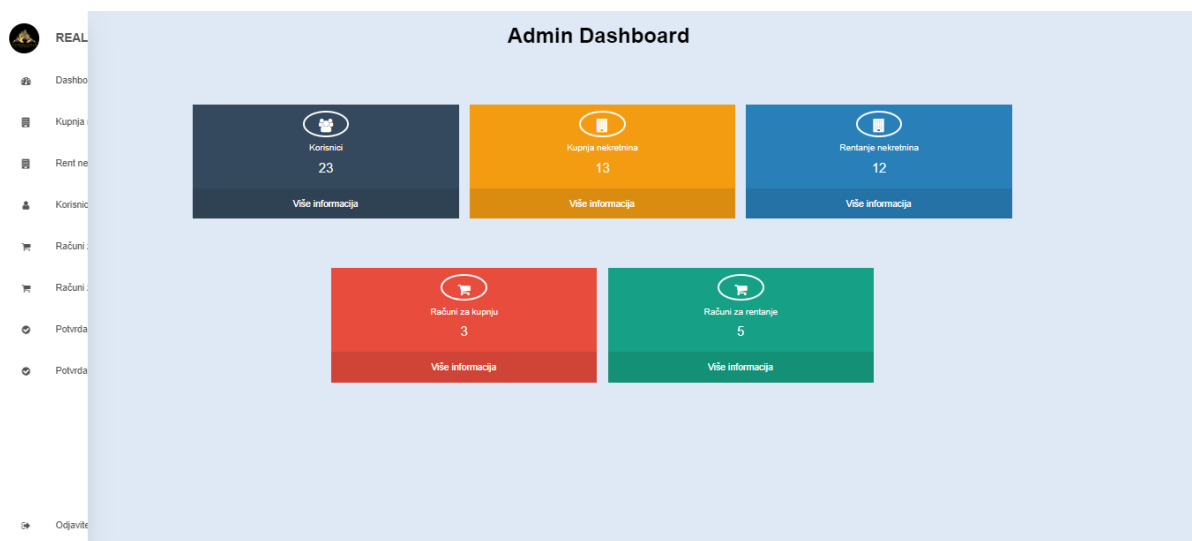 REAL
Dashbo
Kupnja
Rent ne
Korisnic
Računi
Računi
Potvrda
Potvrda
Odjavite
Admin Dashboard
Korisnici
23
Više informacija
Kupnja nekretnina
13
Više informacija
Rentanje nekretnina
12
Više informacija
Računi za kupnju
3
Više informacija
Računi za rentanje
5
Više informacija